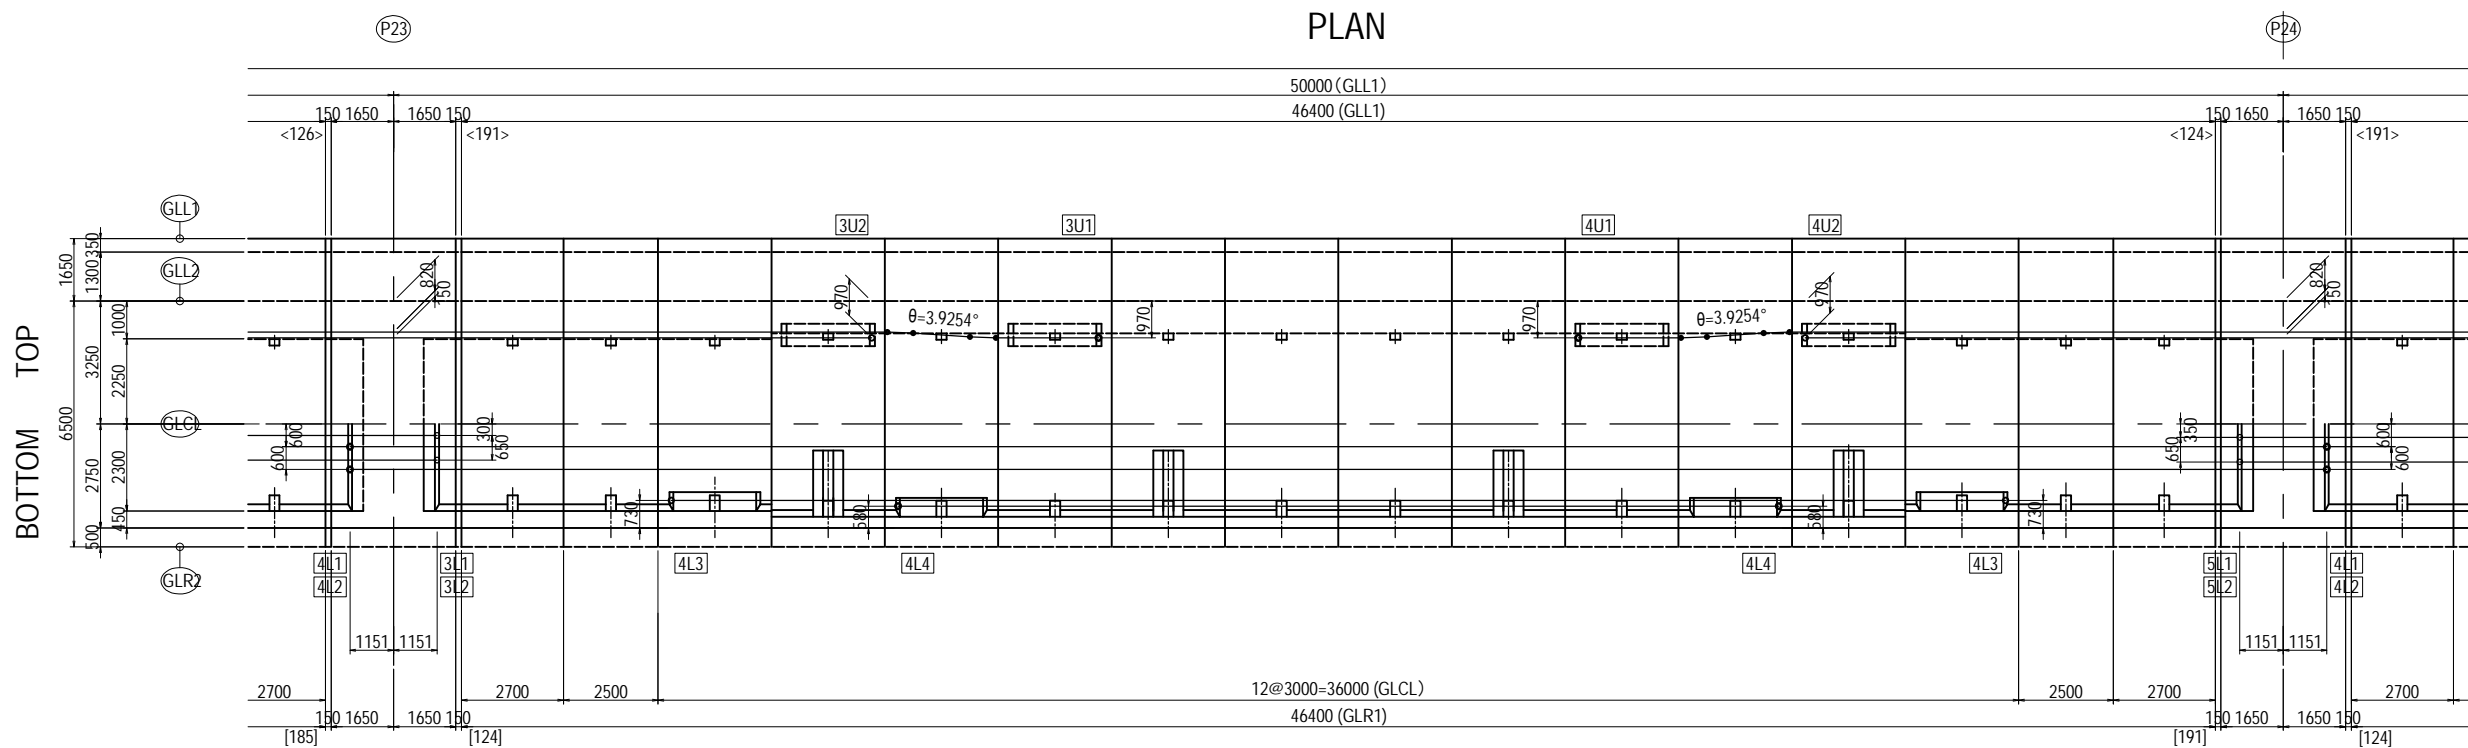 PLAN
P23
P24
50000(GLL1)
150 1650
1650 150
46400 (GLL1)
150 1650
1650 150
<126>
<191>
<124>
<191>
GLL1
3U2
3U1
4U1
4U2
350
1650
1300
GLL2
820
150
970
θ=3.9254°
970
970
θ=3.9254°
970
820
150
TOP
1000
3250
2250
6500
GLCL
BOTTOM
2750
2300
450
500
600
600
300
650
350
650
600
600
730
580
580
730
GLR2
4L1
4L2
3L1
3L2
4L3
4L4
4L4
4L3
5L1
5L2
4L1
4L2
1151
1151
1151
1151
2700
2700
2500
12@3000=36000 (GLCL)
2500
2700
2700
150 1650
1650 150
46400 (GLR1)
150 1650
1650 150
[185]
[124]
[191]
[124]